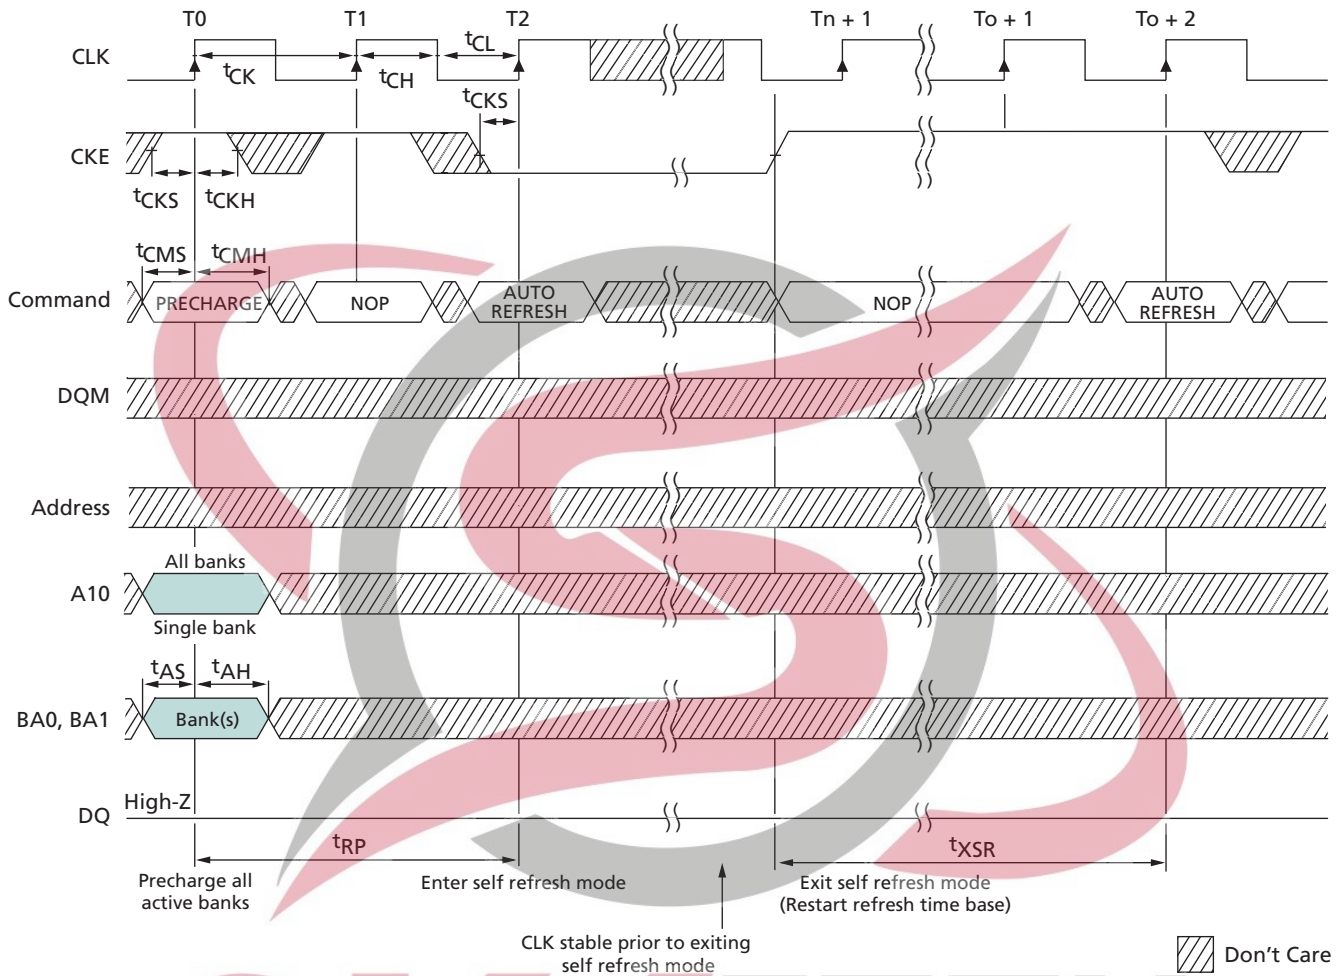 T0 T1 T2 Tn + 1 To + 1 To + 2
CLK
tCK tCH tCL
tCKS
CKE
tCKS tCKH
tCMS tCMH
Command PRECHARGE NOP AUTO REFRESH NOP AUTO REFRESH
DQM
Address
All banks
A10
Single bank
tAS tAH
BA0, BA1 Bank(s)
High-Z
DQ
tRP tXSR
Precharge all
active banks
Enter self refresh mode
Exit self refresh mode
(Restart refresh time base)
CLK stable prior to exiting
self refresh mode
Don't Care